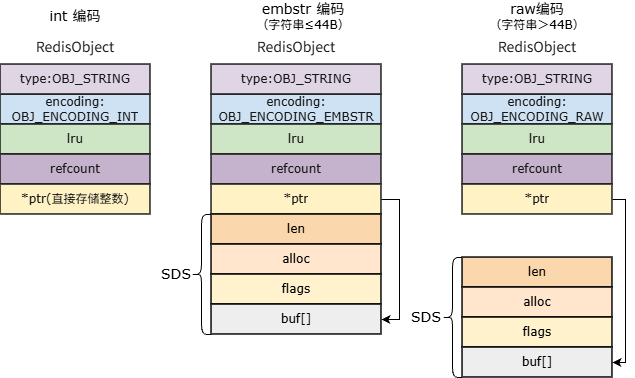 int 编码
RedisObject
type:OBJ_STRING
encoding:
OBJ_ENCODING_INT
lru
refcount
*ptr(直接存储整数)
embstr 编码
(字符串≤44B)
RedisObject
type:OBJ_STRING
encoding:
OBJ_ENCODING_EMBSTR
lru
refcount
*ptr
SDS
len
alloc
flags
buf[]
raw编码
(字符串＞44B)
RedisObject
type:OBJ_STRING
encoding:
OBJ_ENCODING_RAW
lru
refcount
*ptr
SDS
len
alloc
flags
buf[]